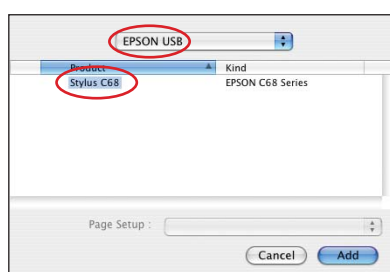 EPSON USB
Product Kind
Stylus C68 EPSON C68 Series
Page Setup :
Cancel Add